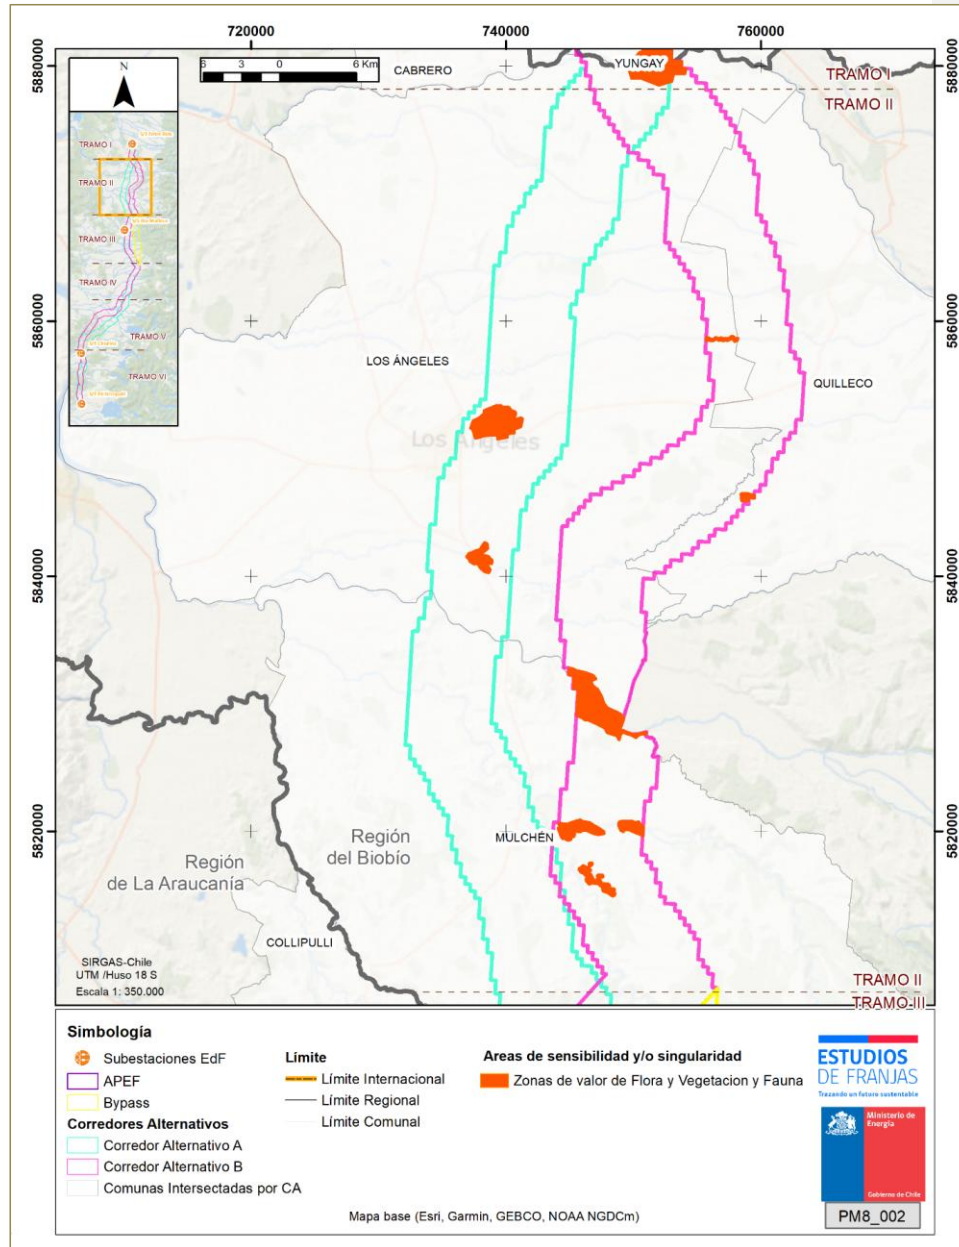 720000
740000
760000
5880000
5880000
N
6 3 0 6 Km
CABRERO
YUNGAY
TRAMO I
TRAMO II
TRAMO I
TRAMO II
TRAMO III
TRAMO IV
TRAMO V
TRAMO VI
5860000
5860000
LOS ÁNGELES
QUILLECO
Los Angeles
5840000
5840000
5820000
5820000
MULCHÉN
Región
de La Araucanía
Región
del Biobío
COLLIPULLI
SIRGAS-Chile
UTM /Huso 18 S
Escala 1: 350.000
TRAMO II
TRAMO III
Simbología
Subestaciones EdF
APEF
Bypass
Corredores Alternativos
Corredor Alternativo A
Corredor Alternativo B
Comunas Intersectadas por CA
Límite
Límite Internacional
Límite Regional
Límite Comunal
Areas de sensibilidad y/o singularidad
Zonas de valor de Flora y Vegetacion y Fauna
ESTUDIOS
DE FRANJAS
Trazando un futuro sustentable
Ministerio de
Energía
Gobierno de Chile
Mapa base (Esri, Garmin, GEBCO, NOAA NGDCm)
PM8_002